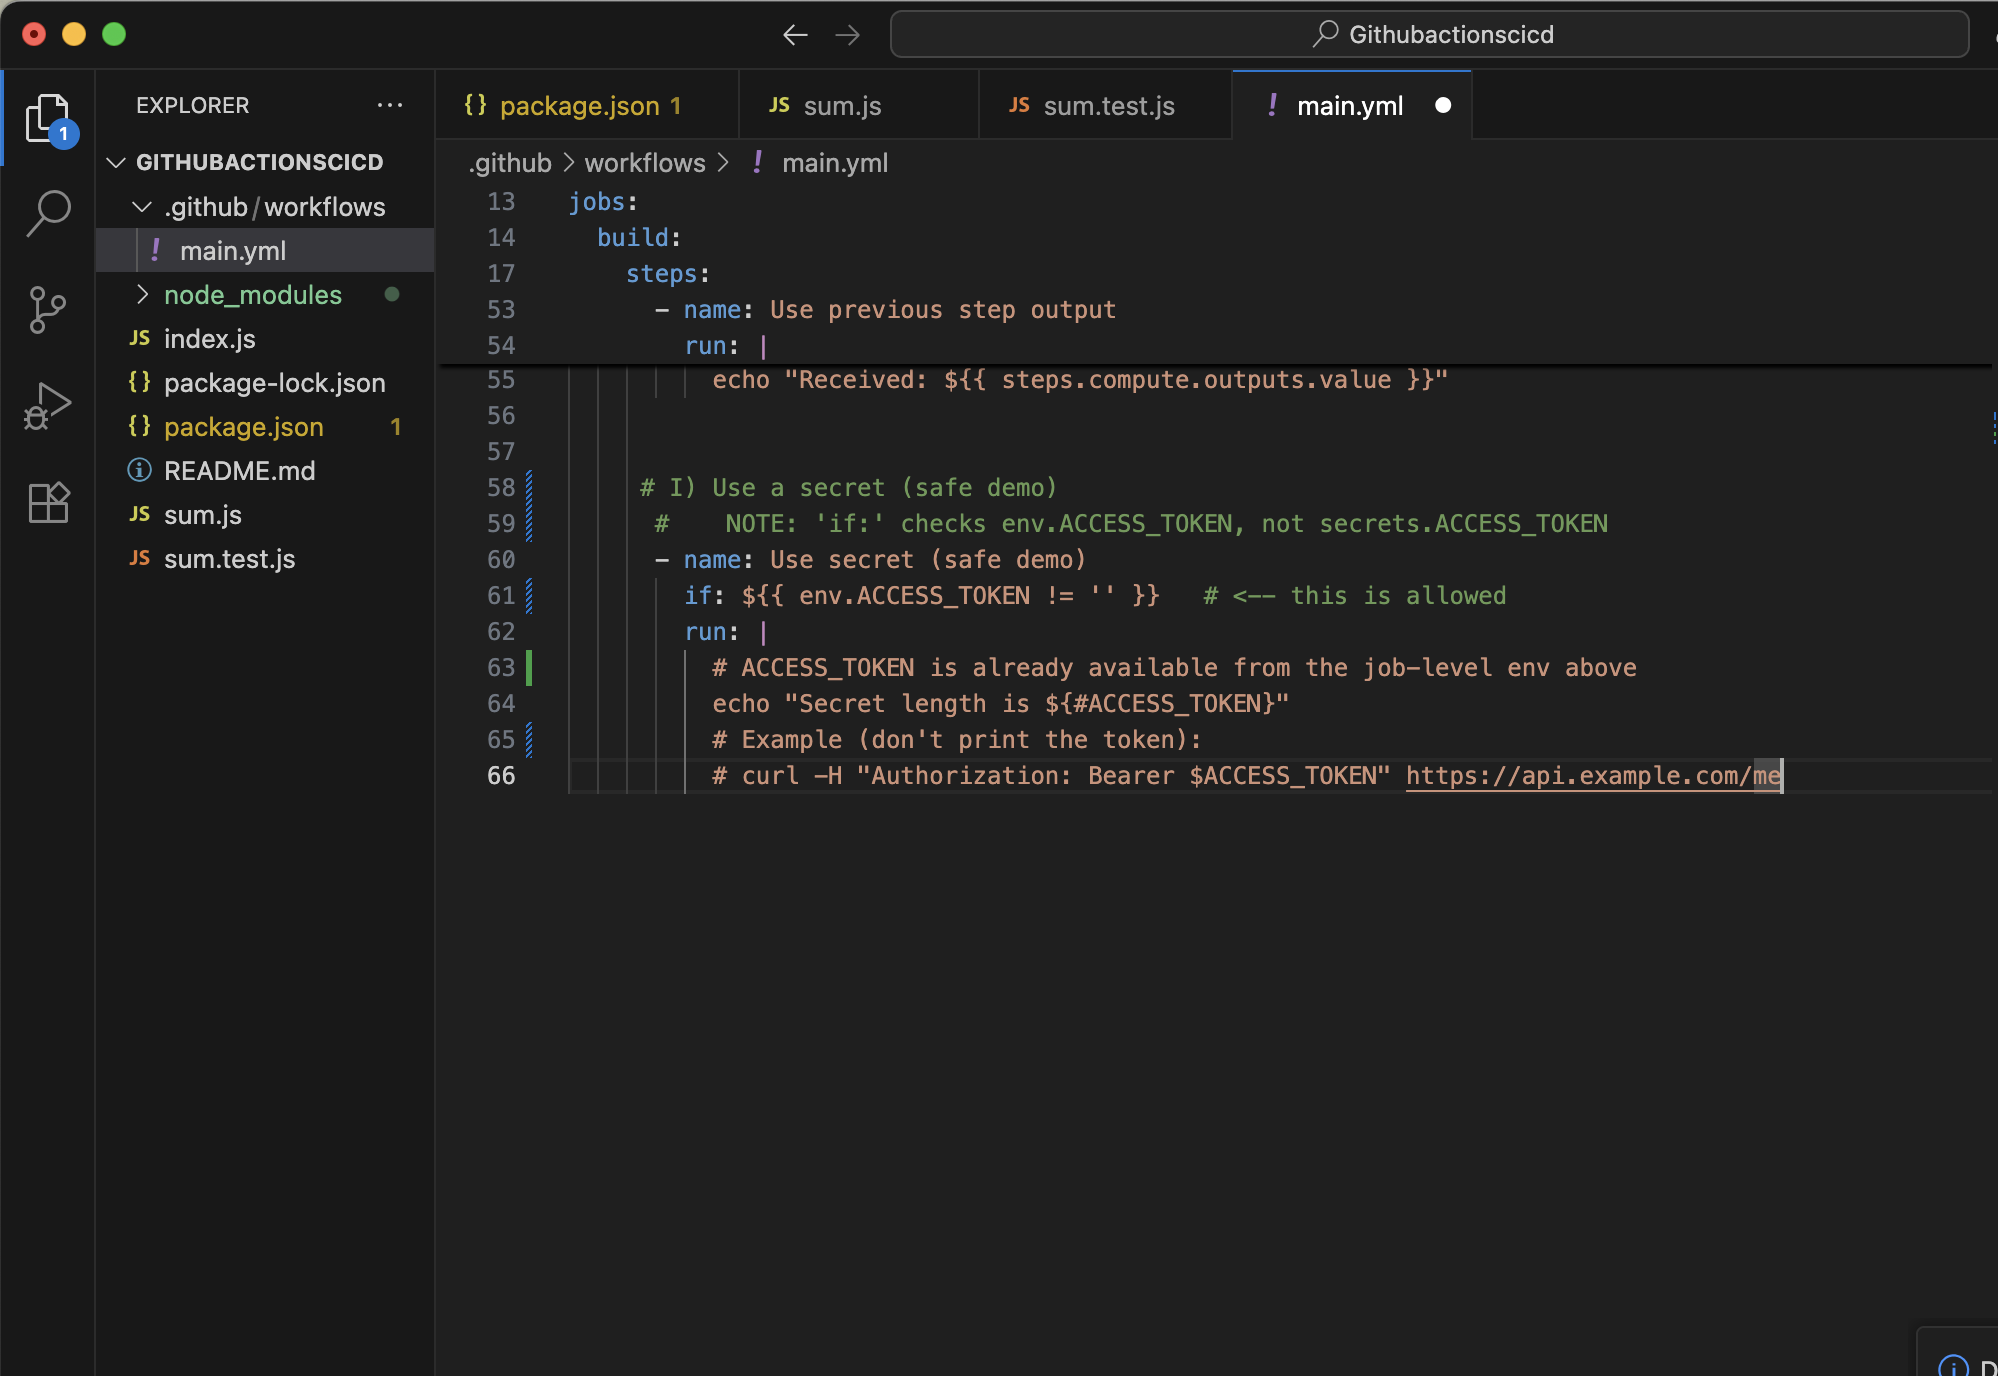 Githubactionscicd
EXPLORER
GITHUBACTIONSCICD
.github/workflows
main.yml
node_modules
JS index.js
{} package-lock.json
{} package.json 1
README.md
JS sum.js
JS sum.test.js
1
{} package.json 1
JS sum.js
JS sum.test.js
! main.yml
.github > workflows > ! main.yml
13 jobs:
14 build:
17 steps:
53 - name: Use previous step output
54 run: |
55 echo "Received: ${{ steps.compute.outputs.value }}"
56
57
58 # I) Use a secret (safe demo)
59 # NOTE: 'if:' checks env.ACCESS_TOKEN, not secrets.ACCESS_TOKEN
60 - name: Use secret (safe demo)
61 if: ${{ env.ACCESS_TOKEN != '' }} # <-- this is allowed
62 run: |
63 # ACCESS_TOKEN is already available from the job-level env above
64 echo "Secret length is ${#ACCESS_TOKEN}"
65 # Example (don't print the token):
66 # curl -H "Authorization: Bearer $ACCESS_TOKEN" https://api.example.com/me